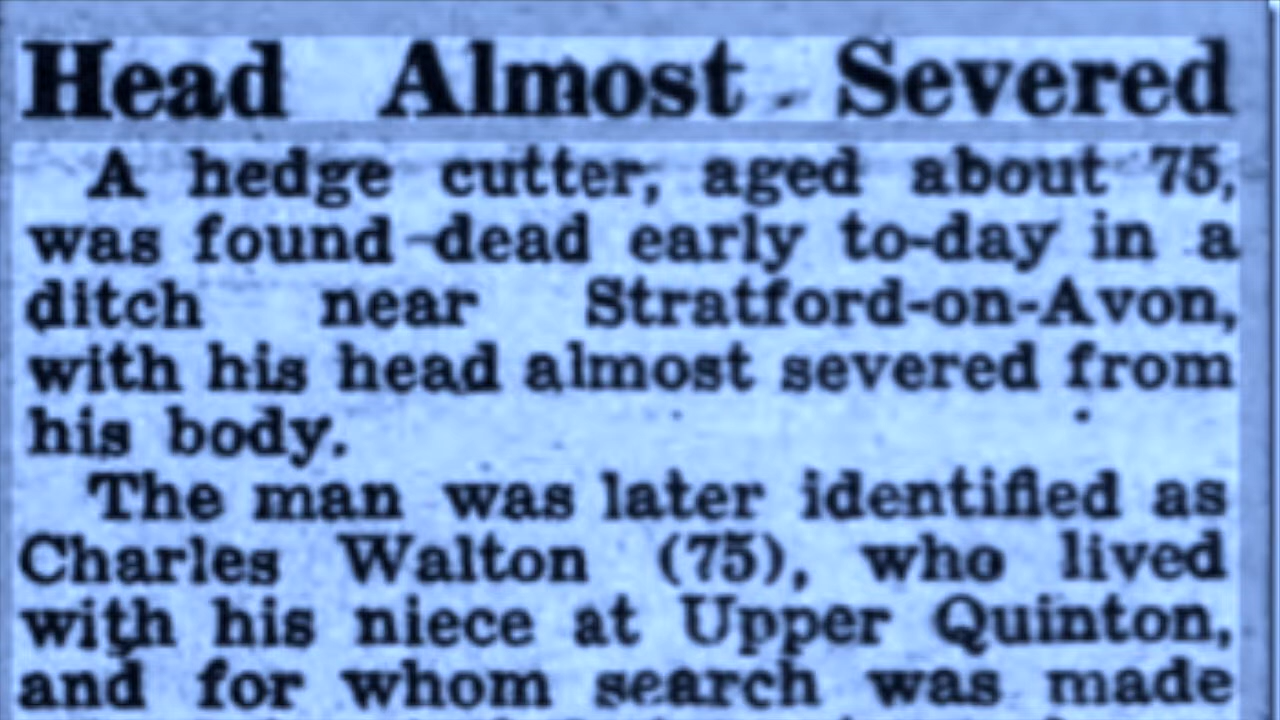 Head Almost Severed
A hedge cutter, aged about 75,
was found dead early to-day in a
ditch near Stratford-on-Avon,
with his head almost severed from
his body.
The man was later identified as
Charles Walton (75), who lived
with his niece at Upper Quinton,
and for whom search was made